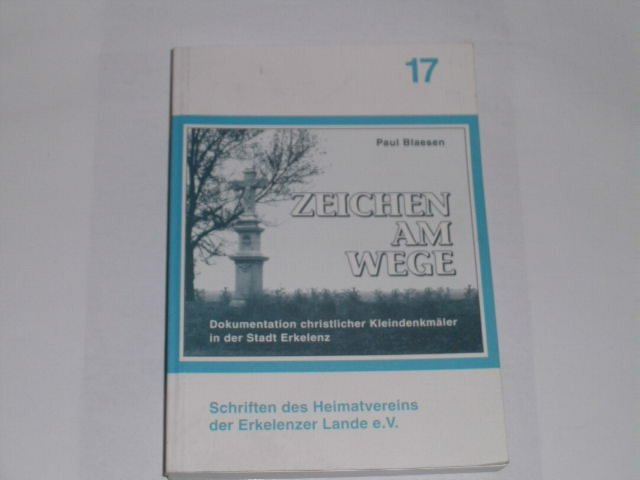 17
Paul Blaesen
ZEICHEN
AM
WEGE
Dokumentation christlicher Kleindenkmäler
in der Stadt Erkelenz
Schriften des Heimatvereins
der Erkelenzer Lande e.V.